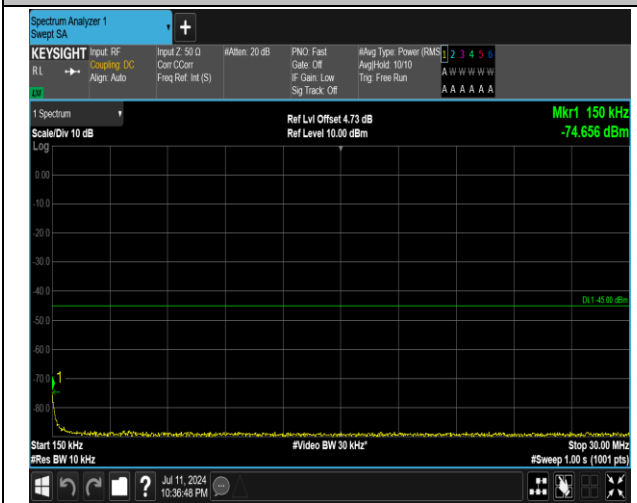 Spectrum Analyzer 1
Swept SA
+
KEYSIGHT
RL
LXI
Input: RF
Coupling: DC
Align: Auto
Input Z: 50 Ω
Corr CCorr
Freq Ref: Int (S)
#Atten: 20 dB
PNO: Fast
Gate: Off
IF Gain: Low
Sig Track: Off
#Avg Type: Power (RMS
Avg|Hold: 10/10
Trig: Free Run
1 2 3 4 5 6
A W W W W W
A A A A A A
1 Spectrum
Scale/Div 10 dB
Log
Ref Lvl Offset 4.73 dB
Ref Level 10.00 dBm
Mkr1 150 kHz
-74.656 dBm
0.00
-10.0
-20.0
-30.0
-40.0
DL1 -45.00 dBm
-50.0
-60.0
-70.0
1
-80.0
Start 150 kHz
#Res BW 10 kHz
#Video BW 30 kHz*
Stop 30.00 MHz
#Sweep 1.00 s (1001 pts)
?
Jul 11, 2024
10:36:48 PM